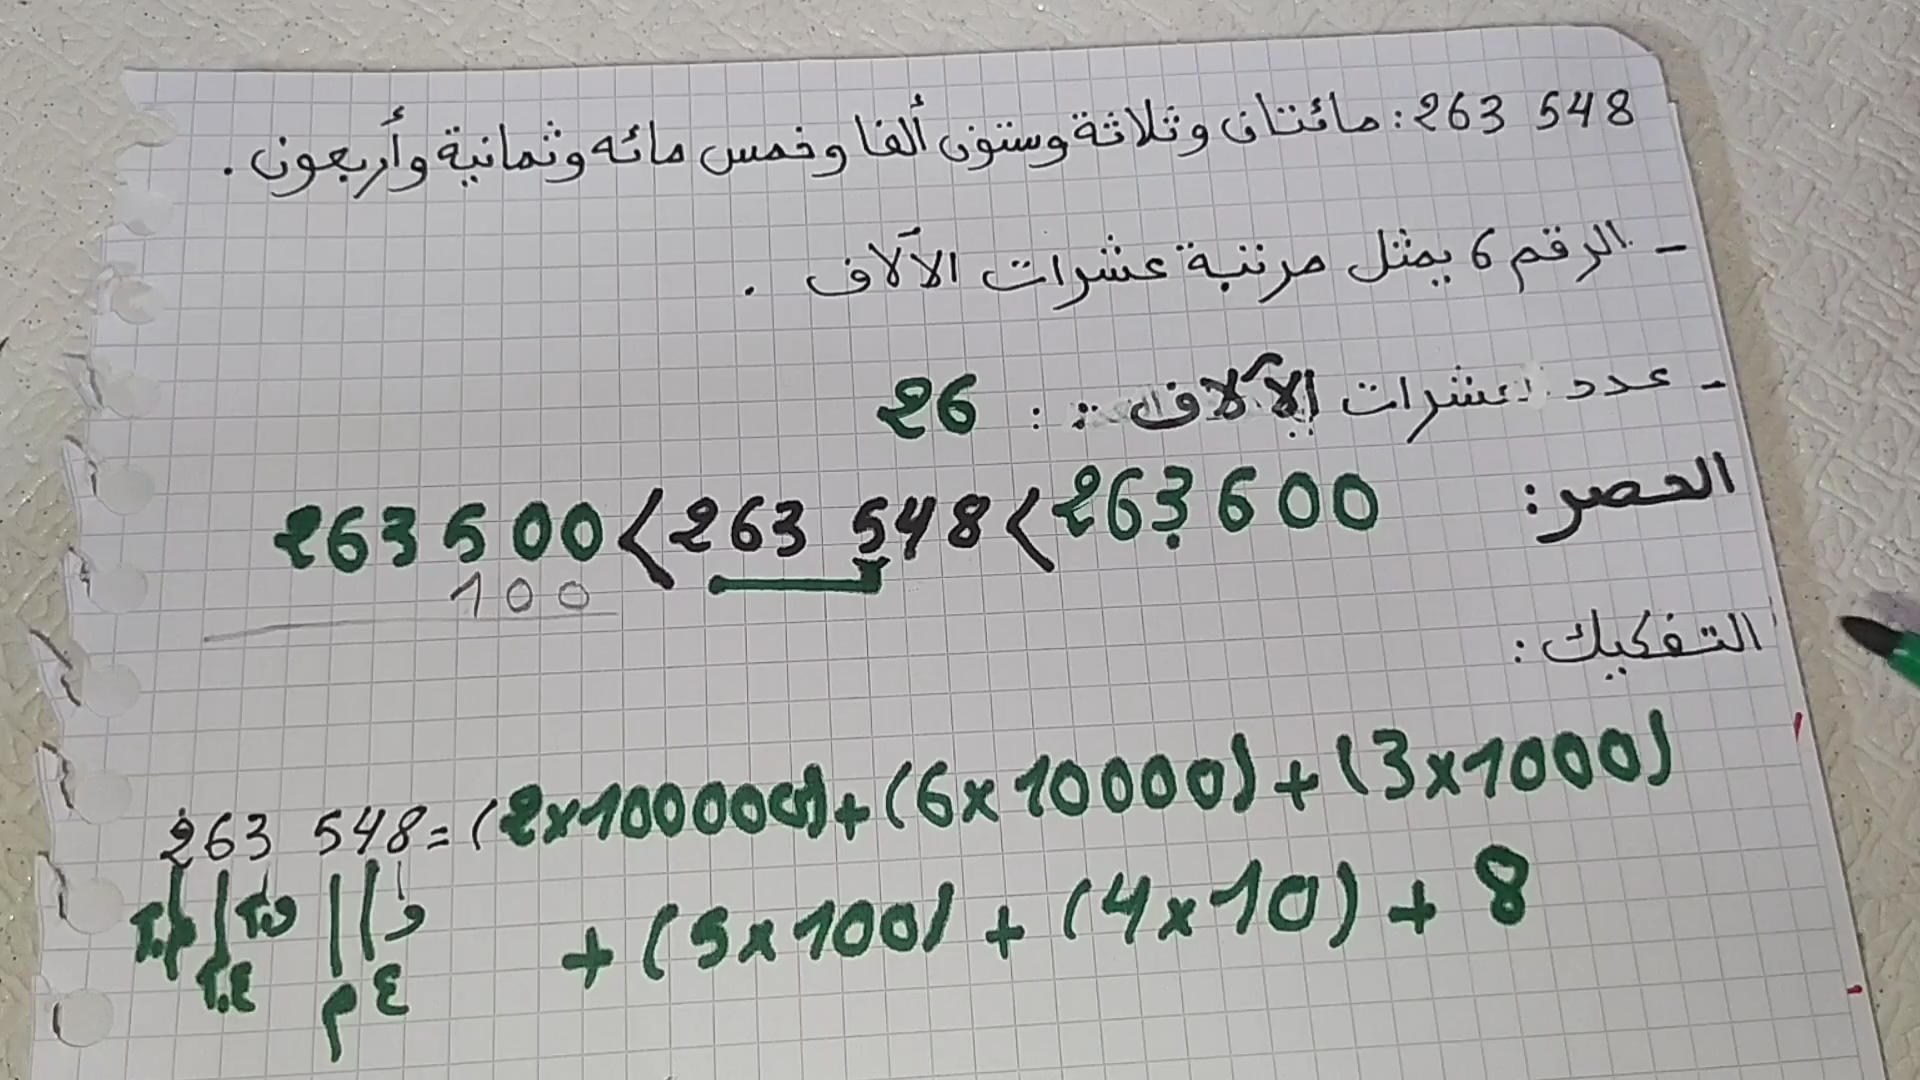 263 548 : مائتان وثلاثة وستون ألفا وخمس مائه وثمانية وأربعون .
- الرقم 6 يمثل مرتبة عشرات الآلاف .
- عدد عشرات الآلاف : : 26
الحصر:
263 500 < 263 548 < 263 600
100
التفكيك :
263 548 = (2x100000) + (6x10000) + (3x1000)
+ (5x100) + (4x10) + 8